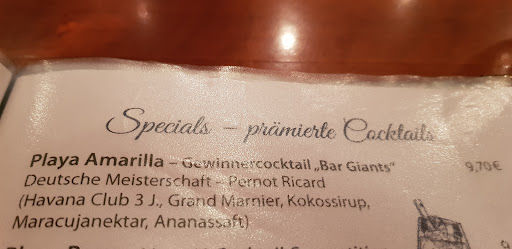 Specials – prämierte Cocktails
Playa Amarilla – Gewinnercocktail „Bar Giants“ 9,70€
Deutsche Meisterschaft – Pernot Ricard
(Havana Club 3 J., Grand Marnier, Kokossirup,
Maracujanektar, Ananassaft)